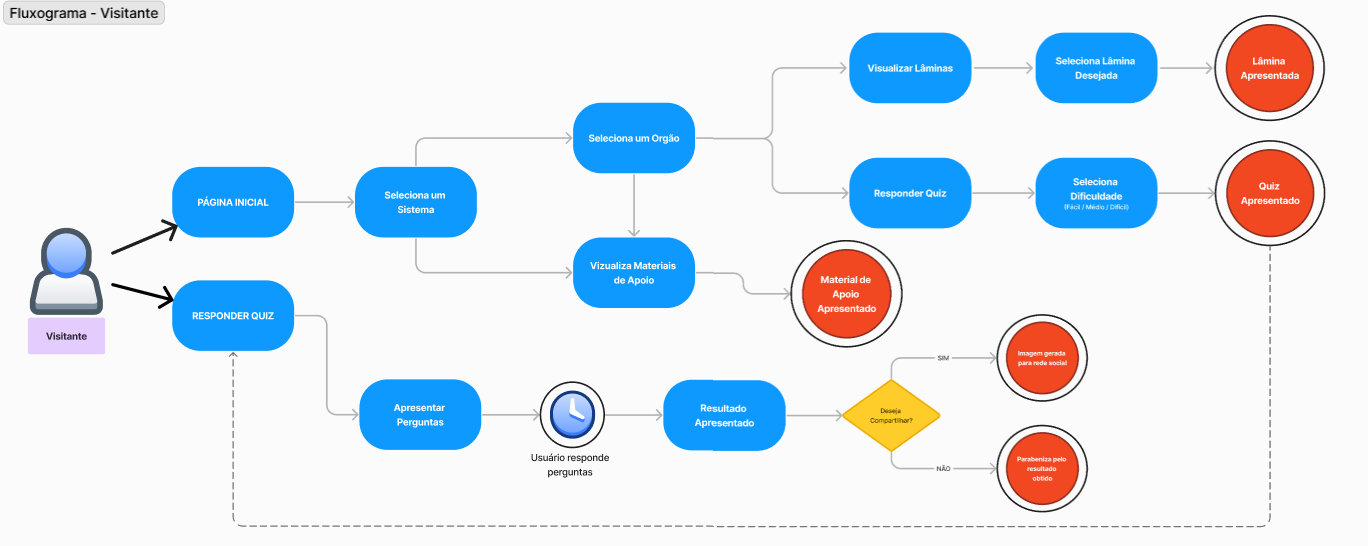 Fluxograma - Visitante
Visualizar Lâminas
Seleciona Lâmina
Desejada
Lâmina
Apresentada
Seleciona um Orgão
PÁGINA INICIAL
Seleciona um
Sistema
Responder Quiz
Seleciona
Dificuldade
(Fácil / Médio / Difícil)
Quiz
Apresentado
Vizualiza Materiais
de Apoio
Material de
Apoio
Apresentado
RESPONDER QUIZ
Visitante
Apresentar
Perguntas
Usuário responde
perguntas
Resultado
Apresentado
Deseja
Compartilhar?
SIM
Imagem gerada
para rede social
NÃO
Parabeniza pelo
resultado
obtido